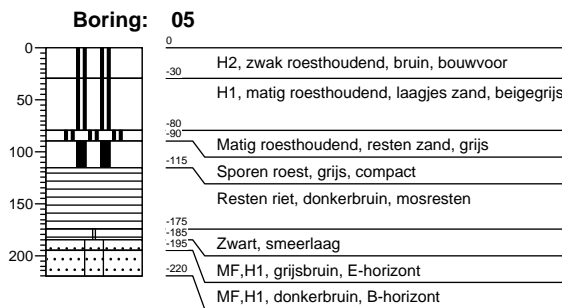 Boring: 05
0
0
H2, zwak roesthoudend, bruin, bouwvoor
-30
H1, matig roesthoudend, laagjes zand, beigegrijs
50
-80
-90
Matig roesthoudend, resten zand, grijs
100
-115
Sporen roest, grijs, compact
Resten riet, donkerbruin, mosresten
150
-175
-185
Zwart, smeerlaag
200
-195
MF,H1, grijsbruin, E-horizont
-220
MF,H1, donkerbruin, B-horizont